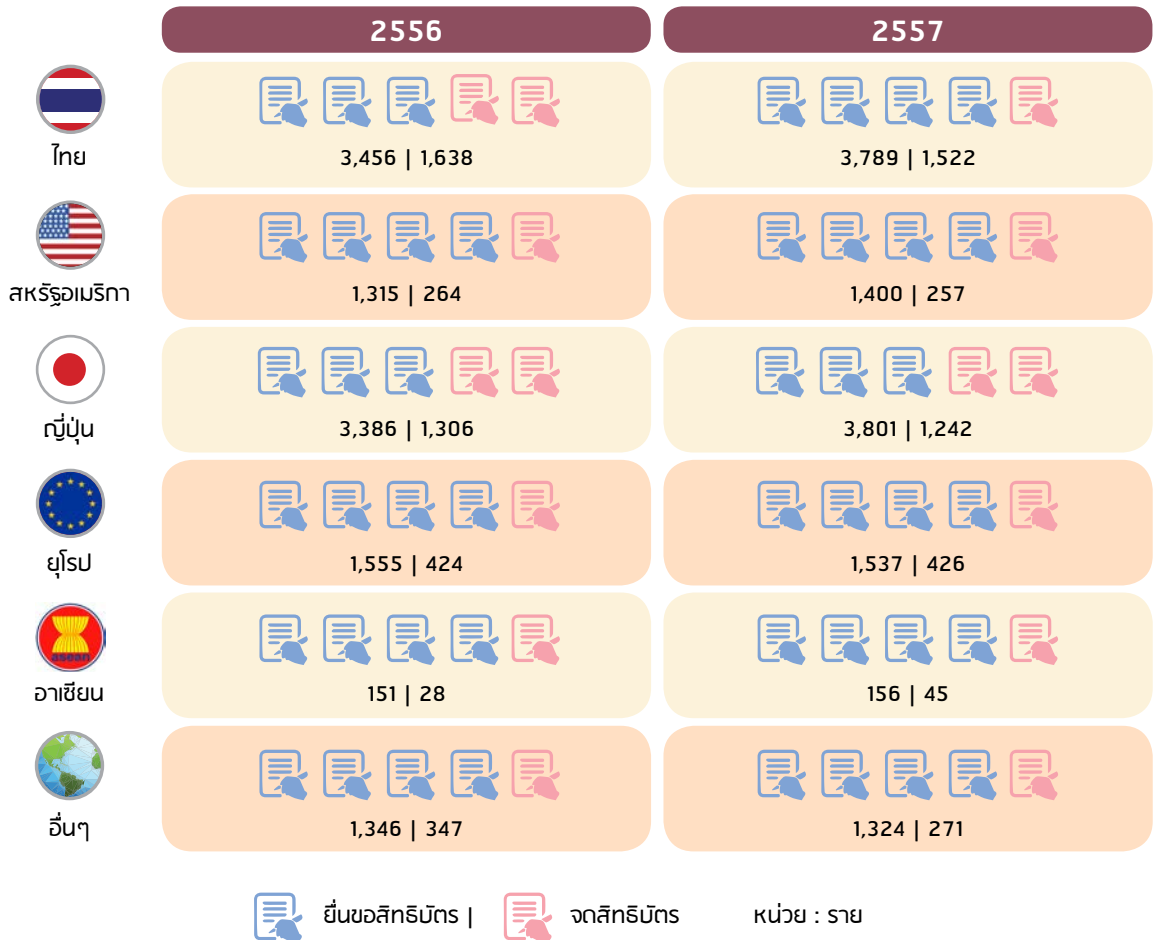 2556 2557
ไทย
3,456 | 1,638 3,789 | 1,522
สหรัฐอเมริกา
1,315 | 264 1,400 | 257
ญี่ปุ่น
3,386 | 1,306 3,801 | 1,242
ยุโรป
1,555 | 424 1,537 | 426
asean
อาเซียน
151 | 28 156 | 45
อื่นๆ
1,346 | 347 1,324 | 271
ยื่นขอสิทธิบัตร | จดสิทธิบัตร หน่วย : ราย